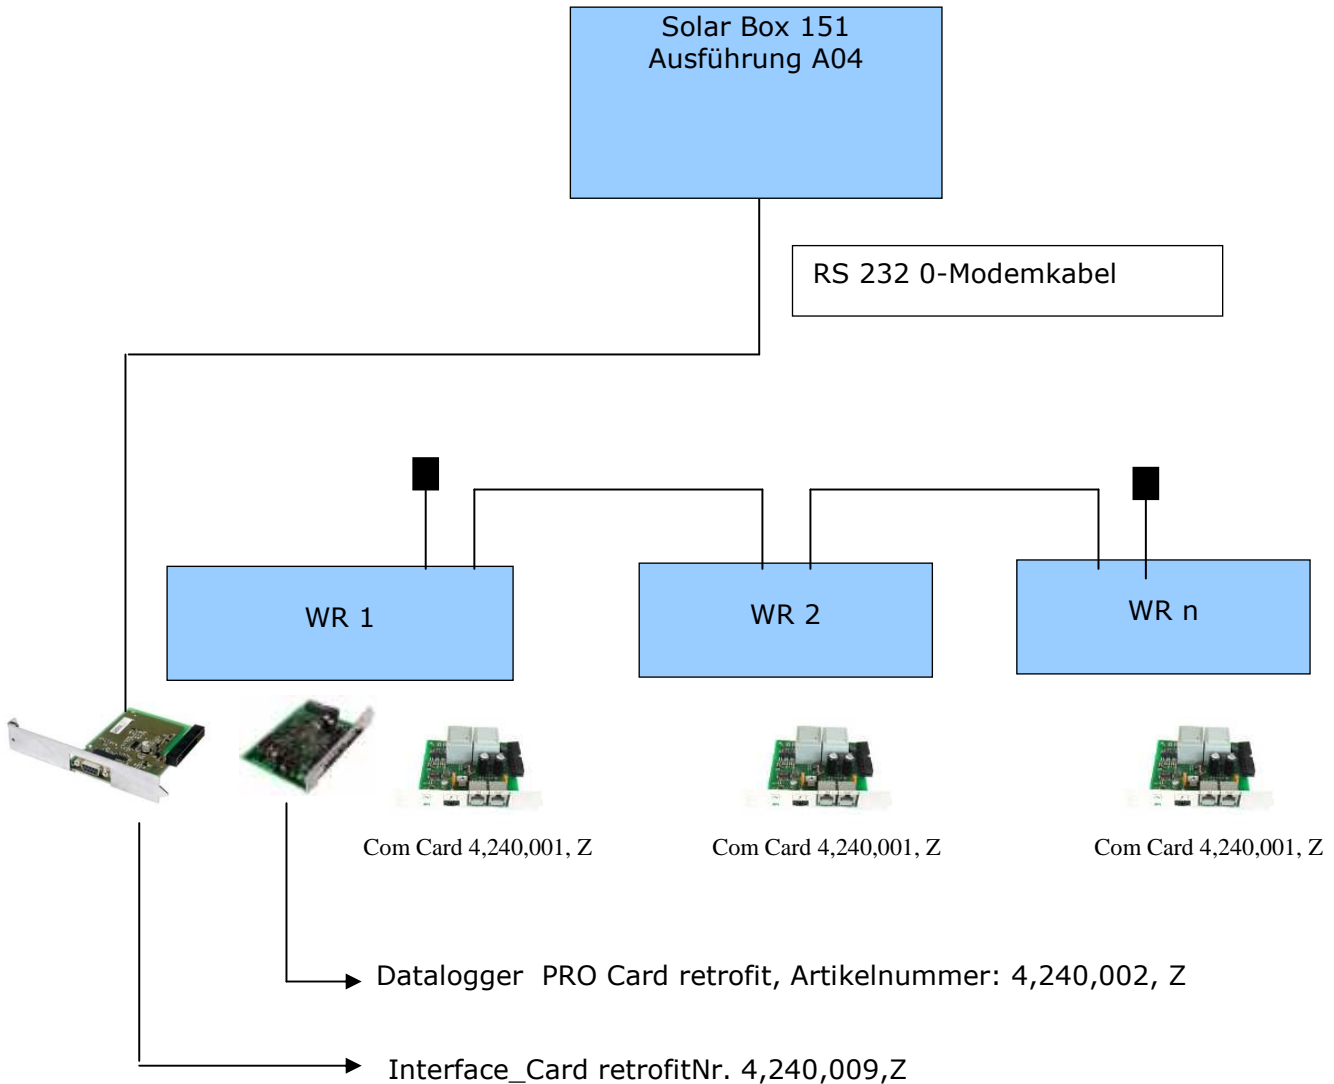 Solar Box 151
Ausführung A04
RS 232 0-Modemkabel
WR 1
WR 2
WR n
Com Card 4,240,001, Z
Com Card 4,240,001, Z
Com Card 4,240,001, Z
Datalogger  PRO Card retrofit, Artikelnummer: 4,240,002, Z
Interface_Card retrofitNr. 4,240,009,Z